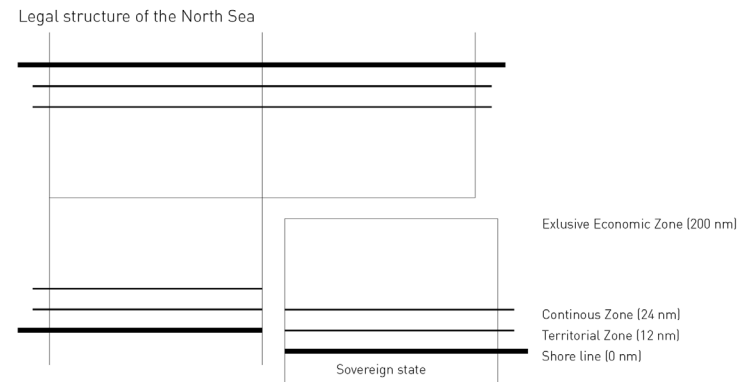 Legal structure of the North Sea
Exlusive Economic Zone (200 nm)
Continous Zone (24 nm)
Territorial Zone (12 nm)
Shore line (0 nm)
Sovereign state